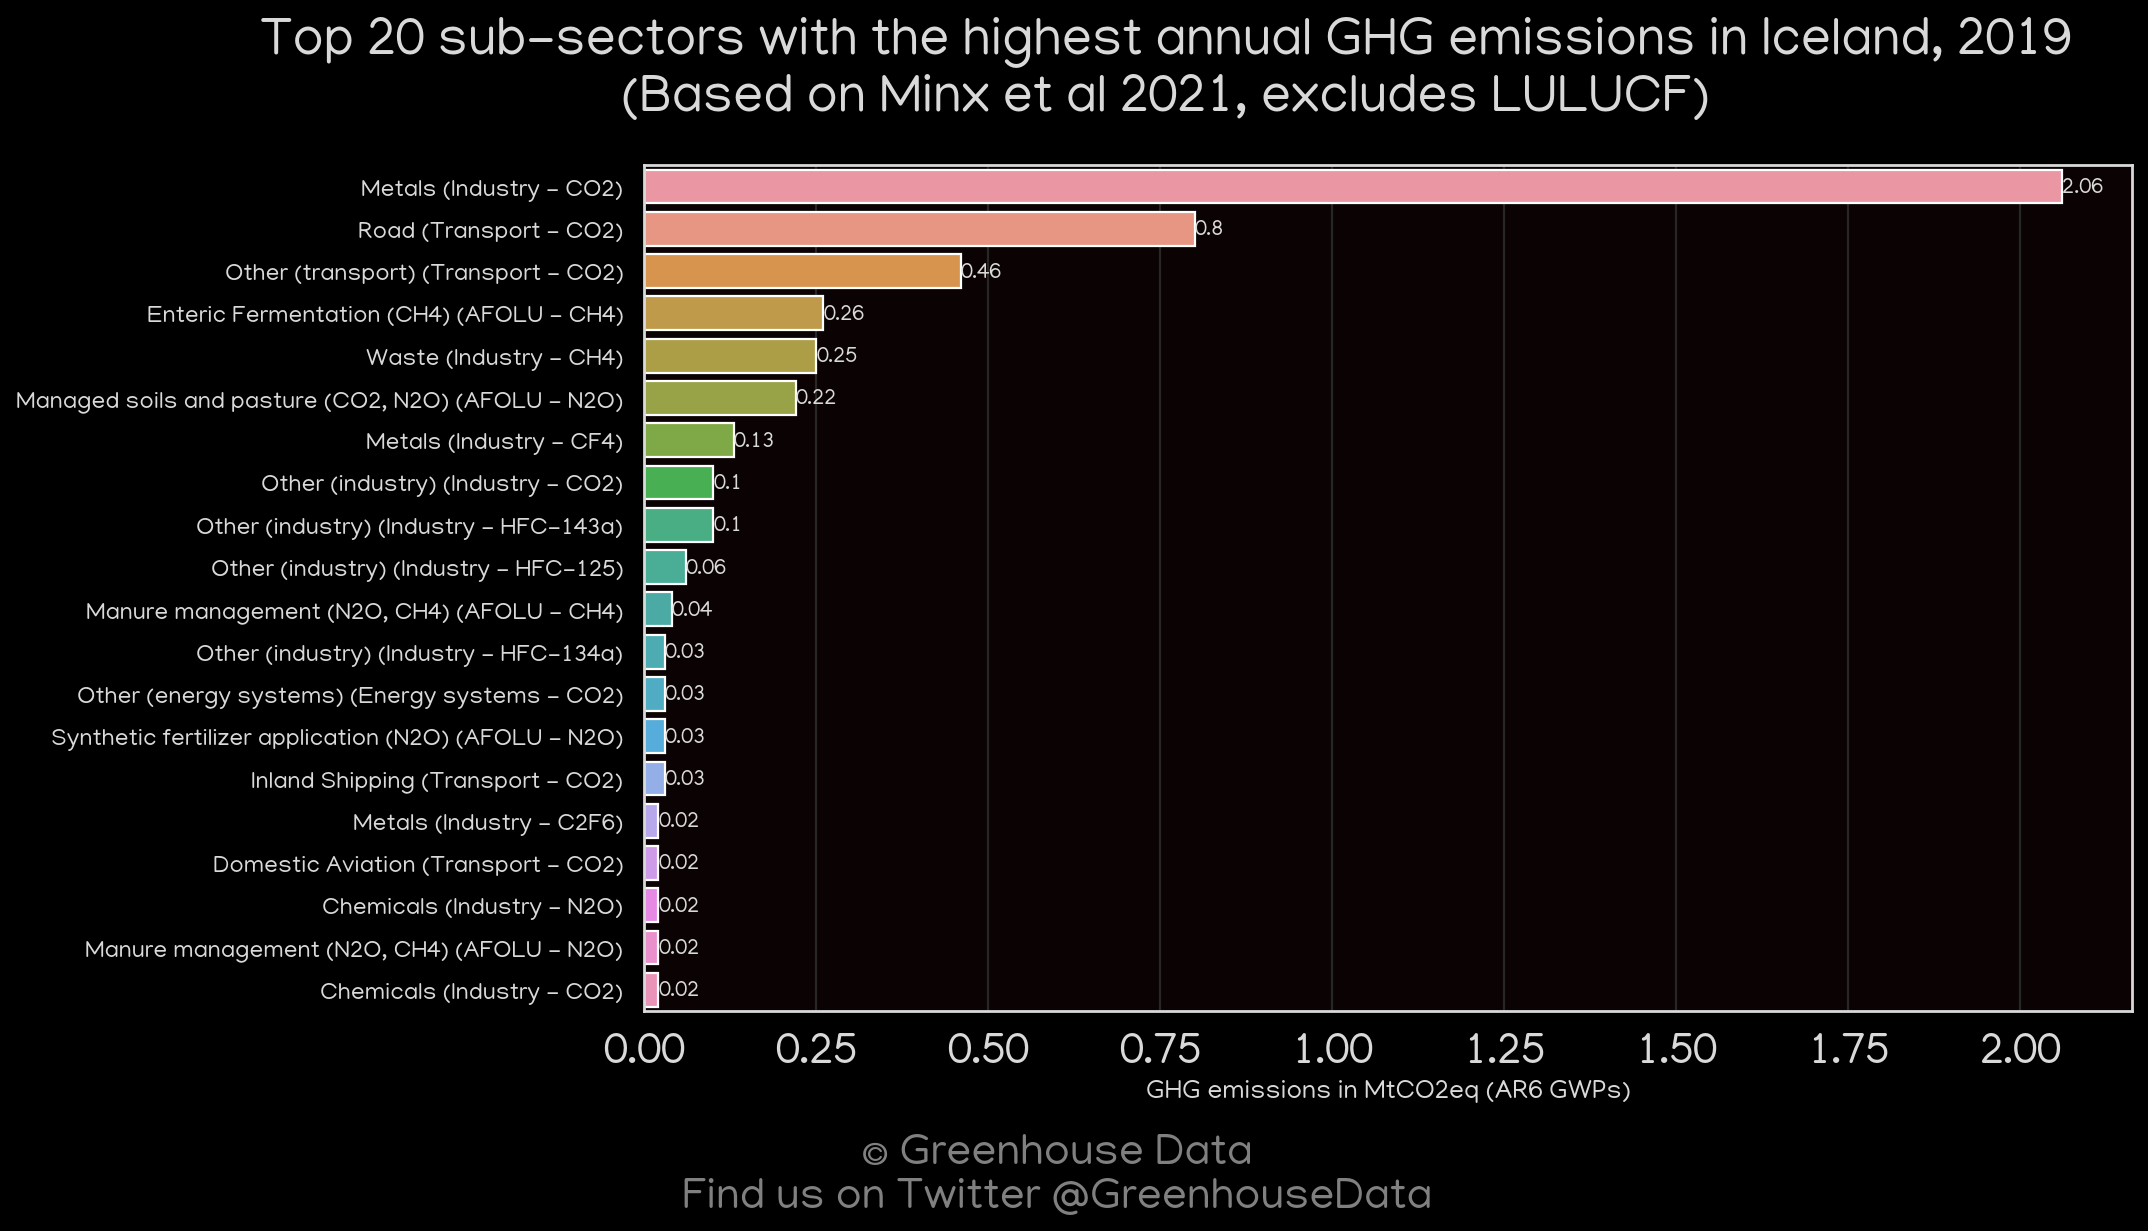 Top 20 sub-sectors with the highest annual GHG emissions in Iceland, 2019
(Based on Minx et al 2021, excludes LULUCF)
Metals (Industry - CO2) 2.06
Road (Transport - CO2) 0.8
Other (transport) (Transport - CO2) 0.46
Enteric Fermentation (CH4) (AFOLU - CH4) 0.26
Waste (Industry - CH4) 0.25
Managed soils and pasture (CO2, N2O) (AFOLU - N2O) 0.22
Metals (Industry - CF4) 0.13
Other (industry) (Industry - CO2) 0.1
Other (industry) (Industry - HFC-143a) 0.1
Other (industry) (Industry - HFC-125) 0.06
Manure management (N2O, CH4) (AFOLU - CH4) 0.04
Other (industry) (Industry - HFC-134a) 0.03
Other (energy systems) (Energy systems - CO2) 0.03
Synthetic fertilizer application (N2O) (AFOLU - N2O) 0.03
Inland Shipping (Transport - CO2) 0.03
Metals (Industry - C2F6) 0.02
Domestic Aviation (Transport - CO2) 0.02
Chemicals (Industry - N2O) 0.02
Manure management (N2O, CH4) (AFOLU - N2O) 0.02
Chemicals (Industry - CO2) 0.02
0.00 0.25 0.50 0.75 1.00 1.25 1.50 1.75 2.00
GHG emissions in MtCO2eq (AR6 GWPs)
© Greenhouse Data
Find us on Twitter @GreenhouseData